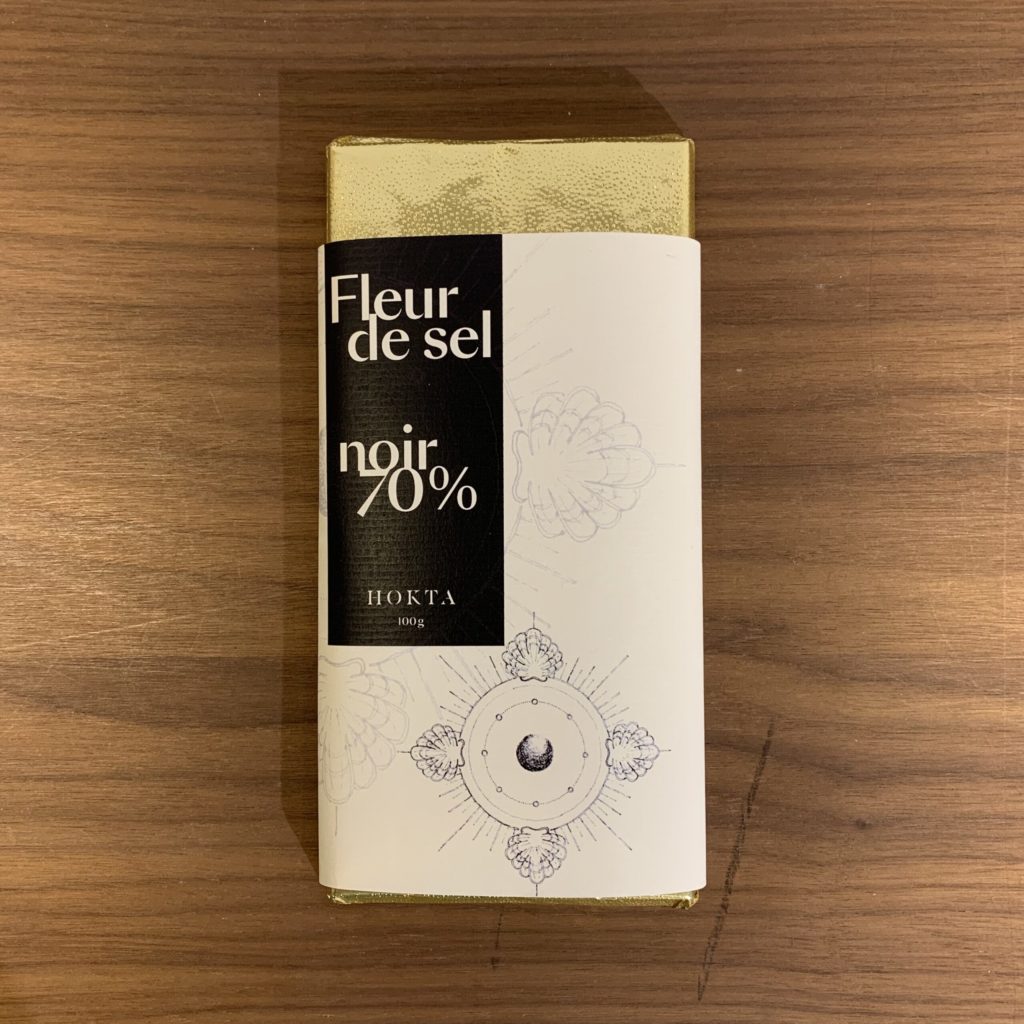 Fleur
de sel
noir
70%
HOKTA
100g